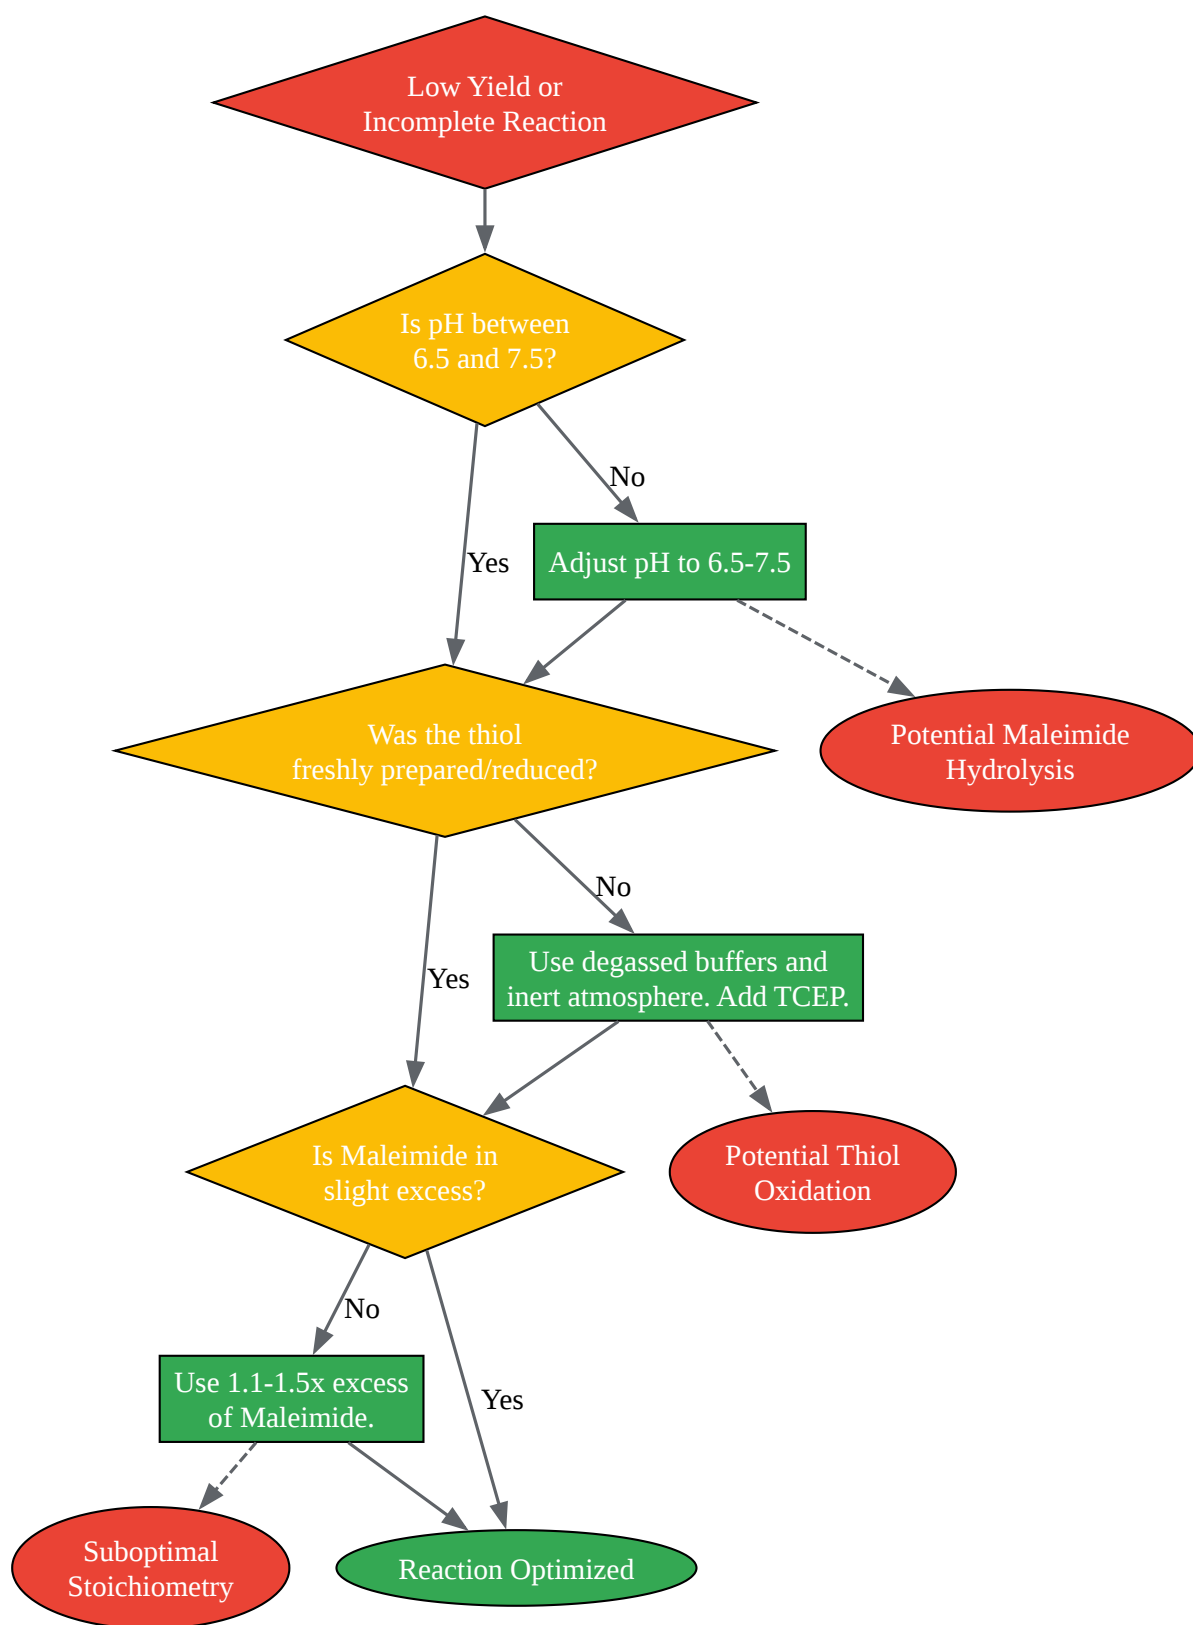 Low Yield or
Incomplete Reaction
Is pH between
6.5 and 7.5?
No
Yes
Adjust pH to 6.5-7.5
Was the thiol
freshly prepared/reduced?
Potential Maleimide
Hydrolysis
No
Yes
Use degassed buffers and
inert atmosphere. Add TCEP.
Is Maleimide in
slight excess?
Potential Thiol
Oxidation
No
Yes
Use 1.1-1.5x excess
of Maleimide.
Suboptimal
Stoichiometry
Reaction Optimized